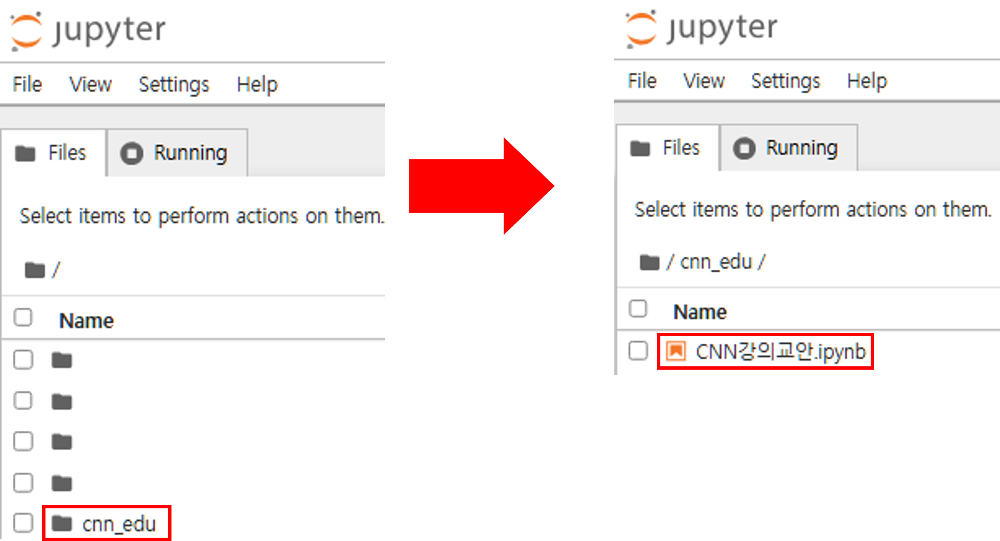 jupyter
File View Settings Help
Files Running
Select items to perform actions on them.
/
Name
cnn_edu
jupyter
File View Settings Help
Files Running
Select items to perform actions on them.
/ cnn_edu /
Name
CNN강의교안.ipynb